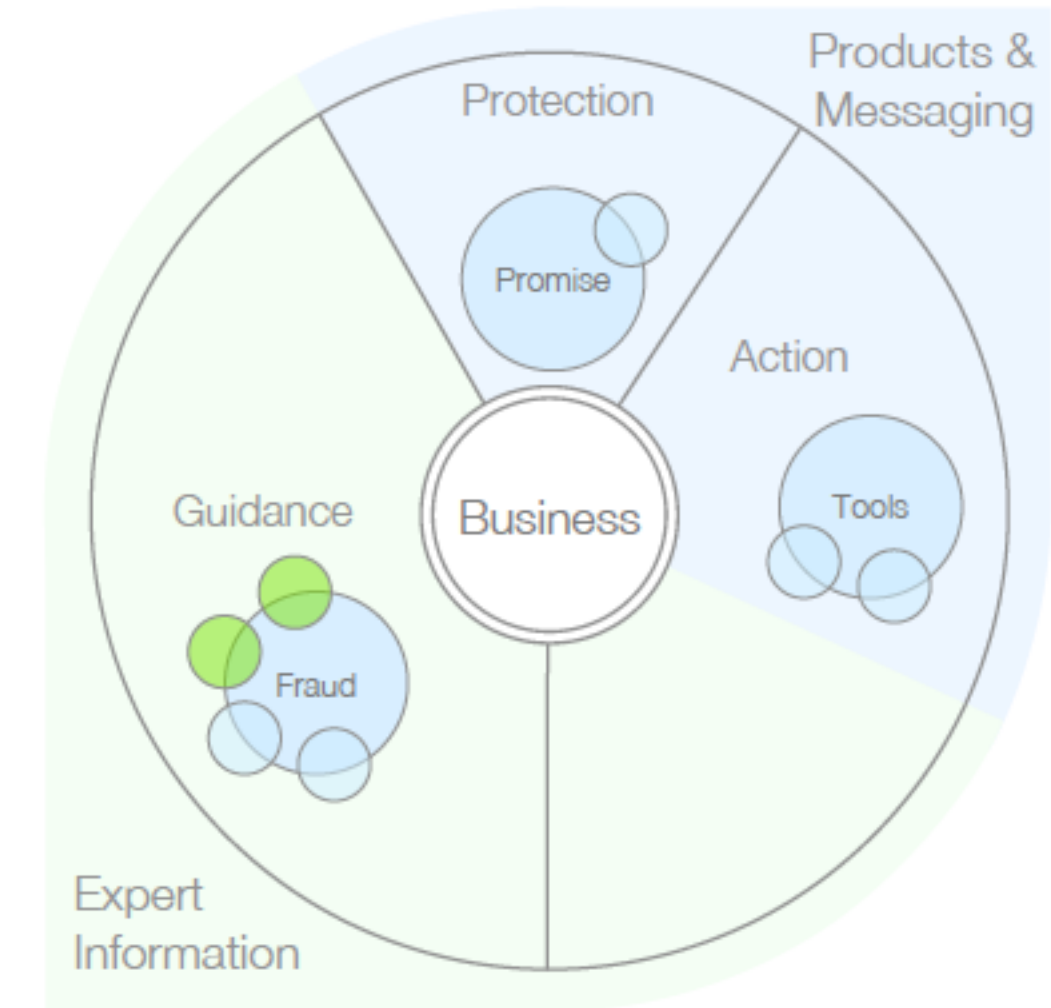 Products &
Messaging
Protection
Promise
Action
Tools
Business
Guidance
Fraud
Expert
Information